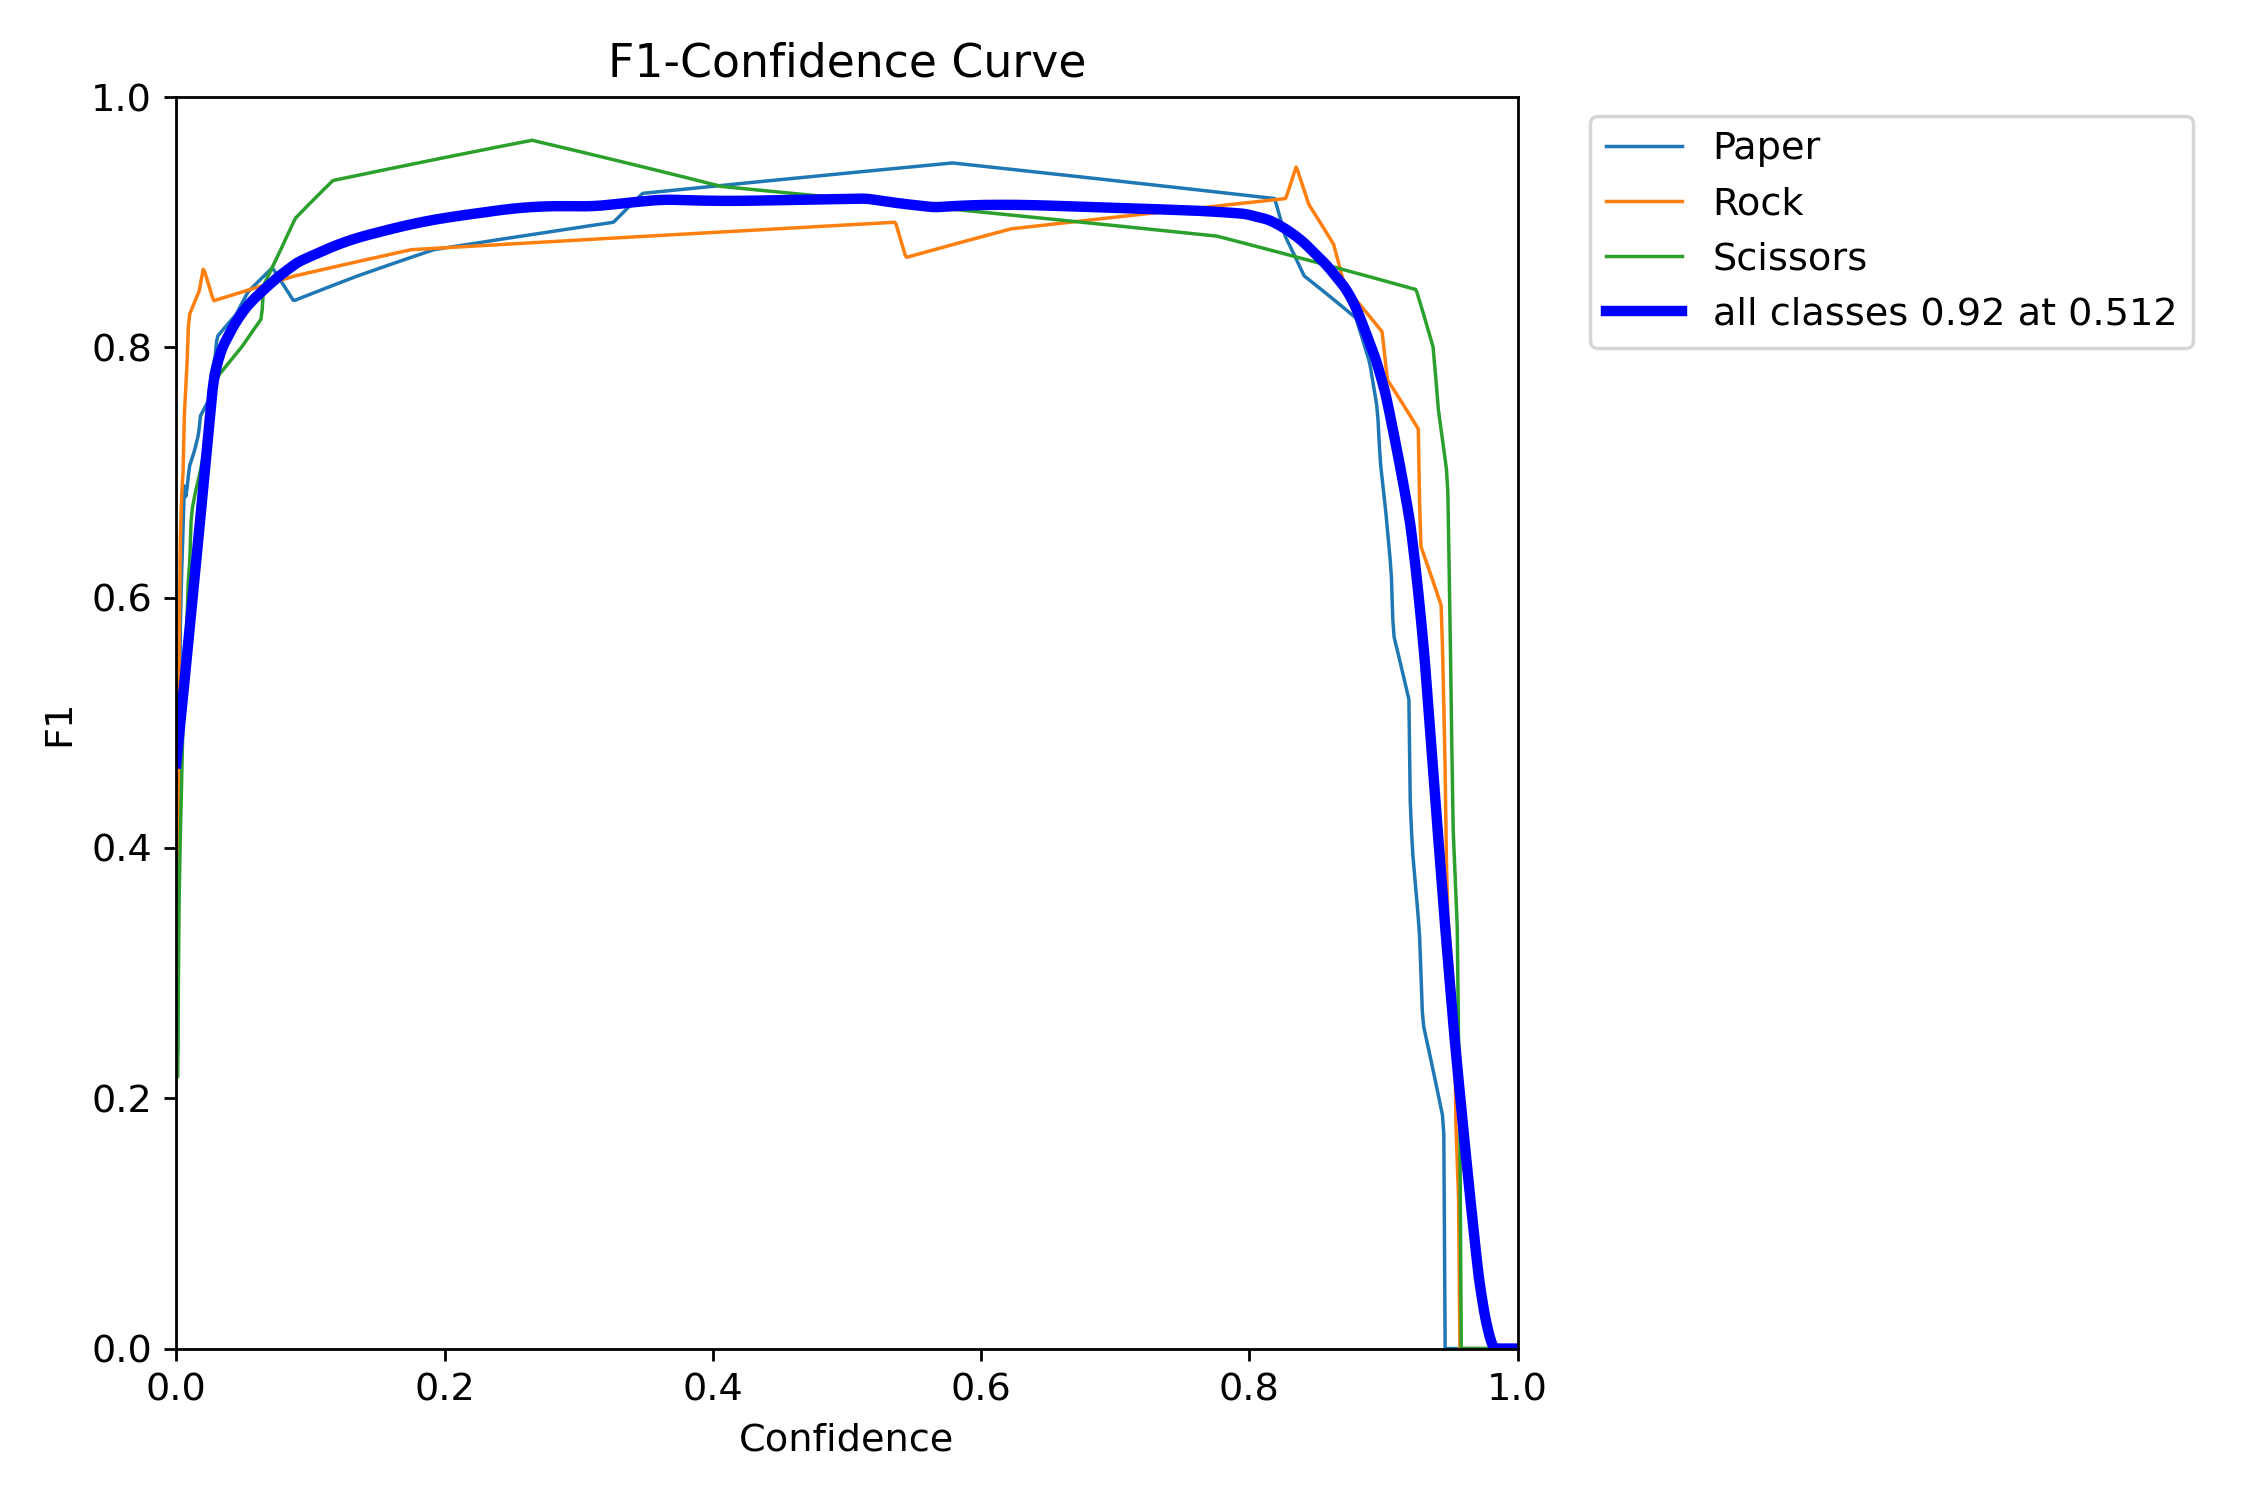 F1-Confidence Curve
1.0
0.8
0.6
0.4
0.2
0.0
F1
0.0 0.2 0.4 0.6 0.8 1.0
Confidence
Paper
Rock
Scissors
all classes 0.92 at 0.512